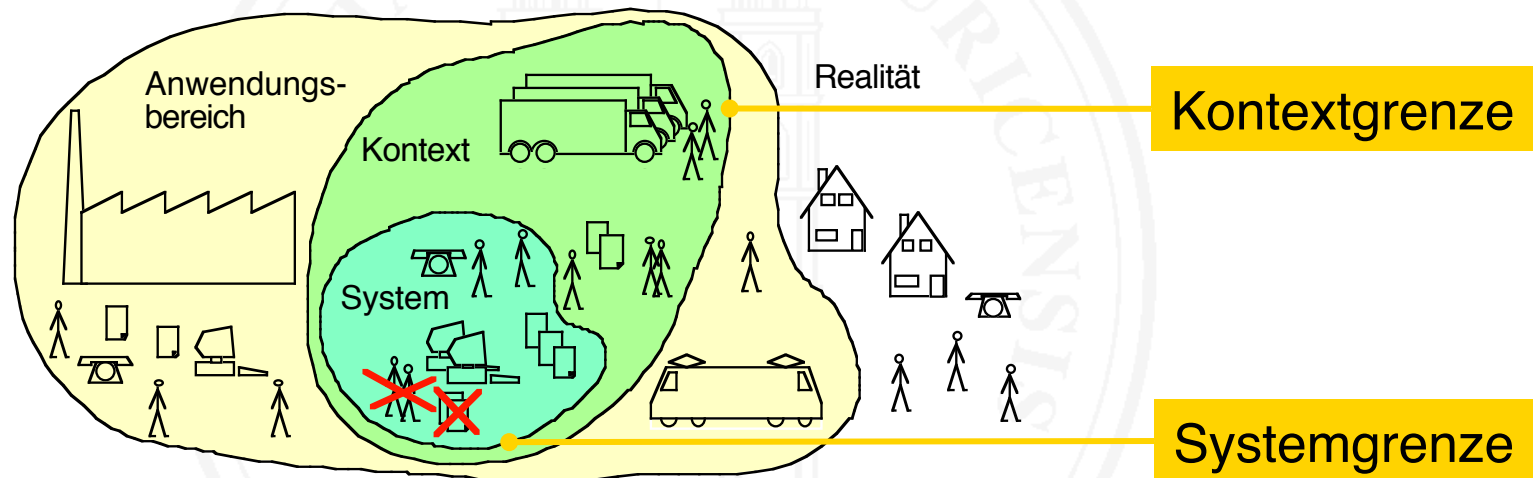 Anwendungs-
bereich
Kontext
System
Realität
Kontextgrenze
Systemgrenze